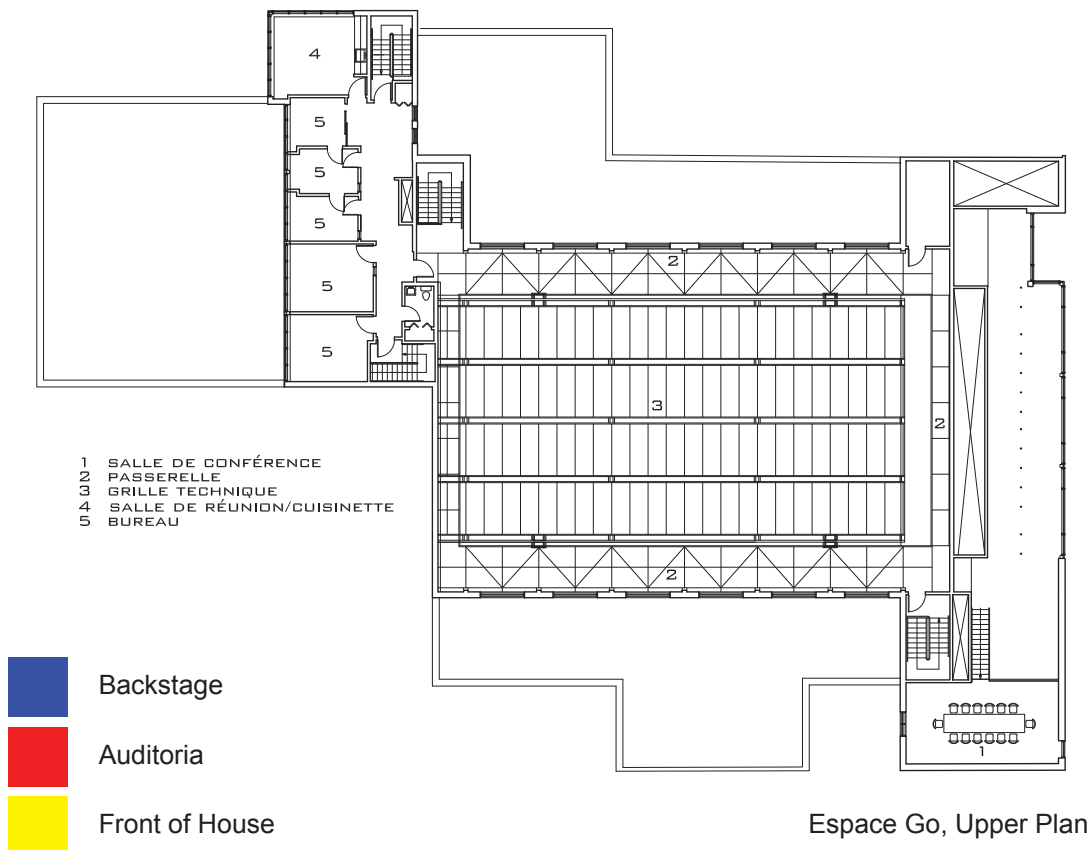 4
5
5
5
5
5
2
3
2
2
1
1 SALLE DE CONFÉRENCE
2 PASSERELLE
3 GRILLE TECHNIQUE
4 SALLE DE RÉUNION/CUISINETTE
5 BUREAU
Backstage
Auditoria
Front of House
Espace Go, Upper Plan